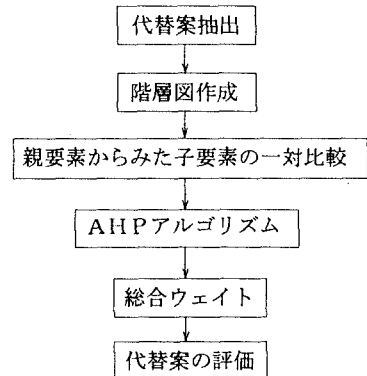 代替案抽出
階層図作成
親要素からみた子要素の一対比較
AHPアルゴリズム
総合ウェイト
代替案の評価